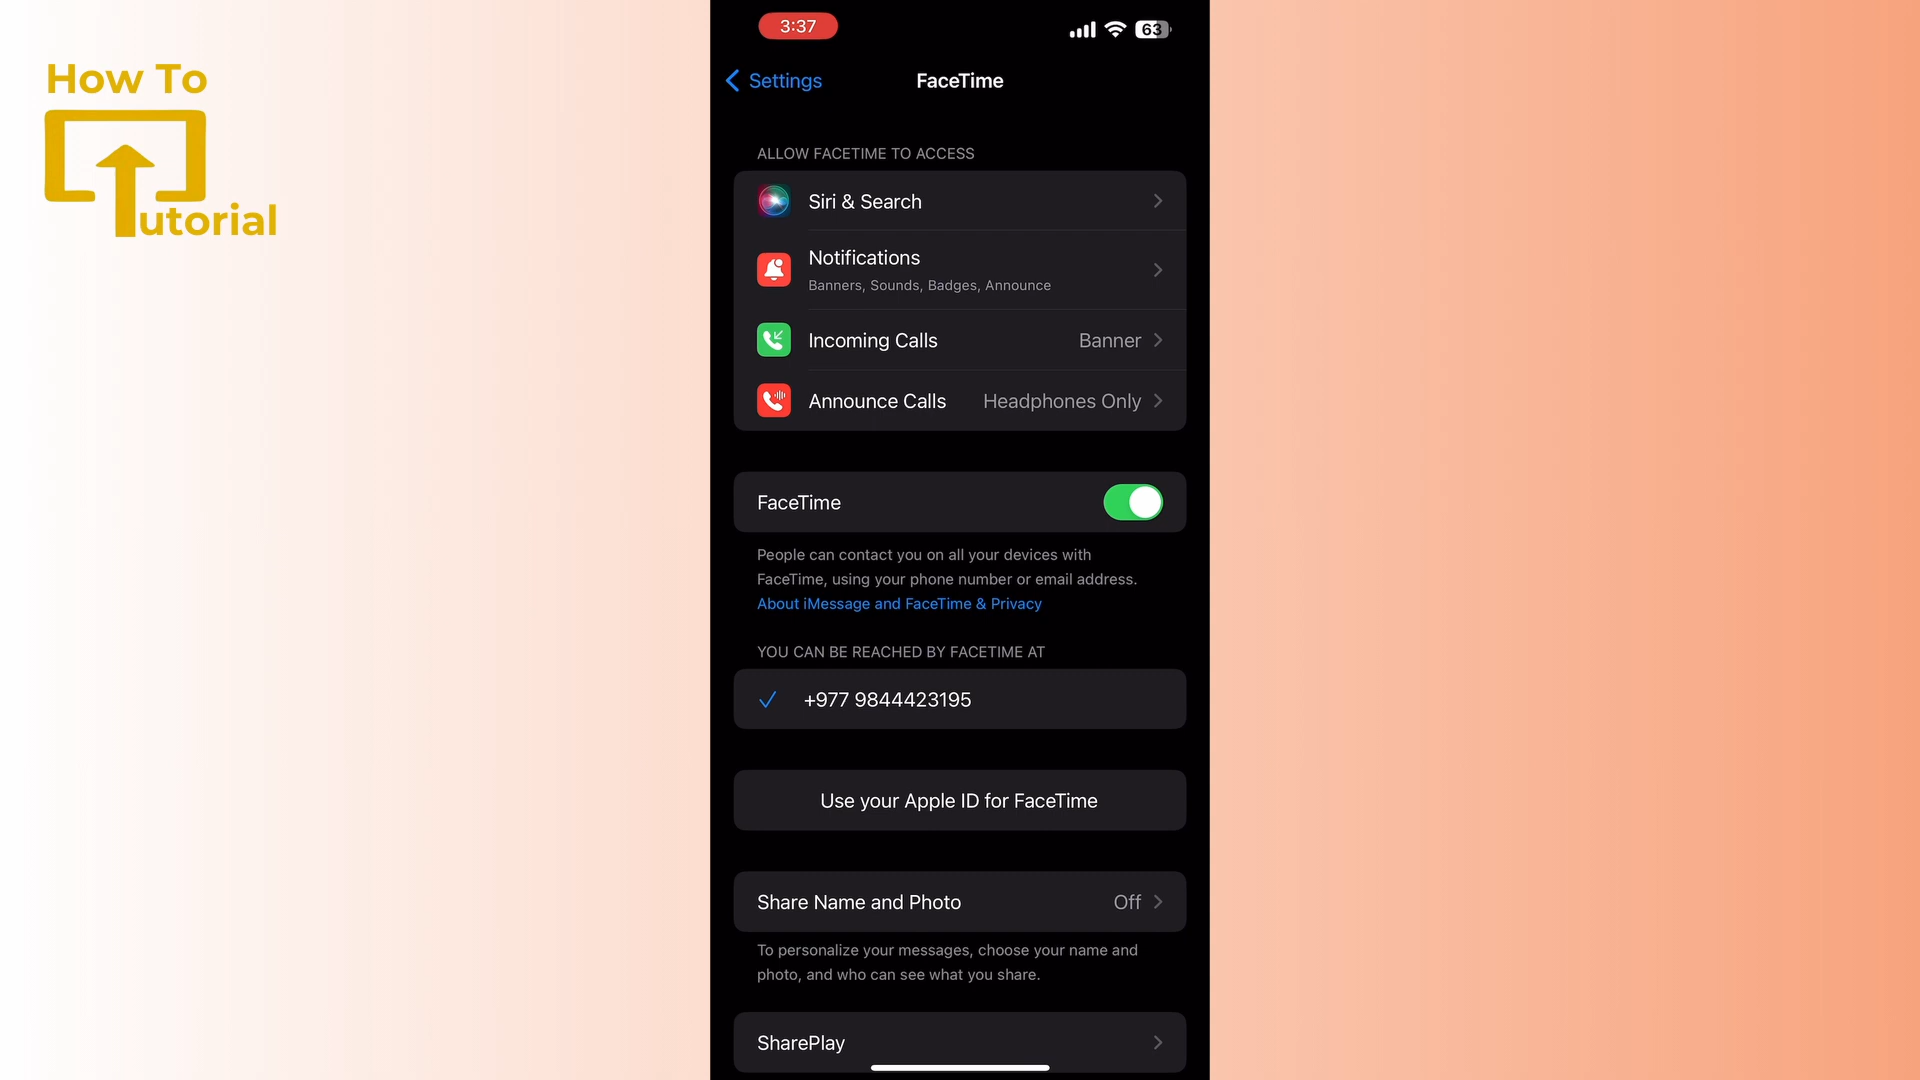 How To
utorial
3:37
63
Settings
FaceTime
ALLOW FACETIME TO ACCESS
Siri & Search
Notifications
Banners, Sounds, Badges, Announce
Incoming Calls Banner
Announce Calls Headphones Only
FaceTime
People can contact you on all your devices with
FaceTime, using your phone number or email address.
About iMessage and FaceTime & Privacy
YOU CAN BE REACHED BY FACETIME AT
+977 9844423195
Use your Apple ID for FaceTime
Share Name and Photo Off
To personalize your messages, choose your name and
photo, and who can see what you share.
SharePlay